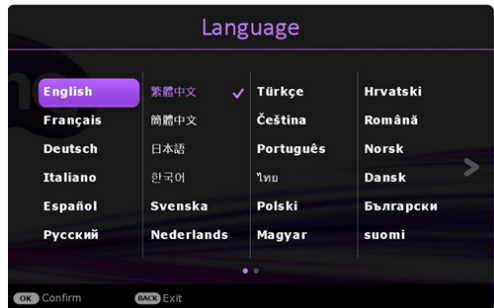 Language
English
Français
Deutsch
Italiano
Español
Русский
繁體中文
簡體中文
日本語
한국어
Svenska
Nederlands
Türkçe
Čeština
Português
ไทย
Polski
Magyar
Hrvatski
Română
Norsk
Dansk
Български
suomi
OK Confirm
BACK Exit